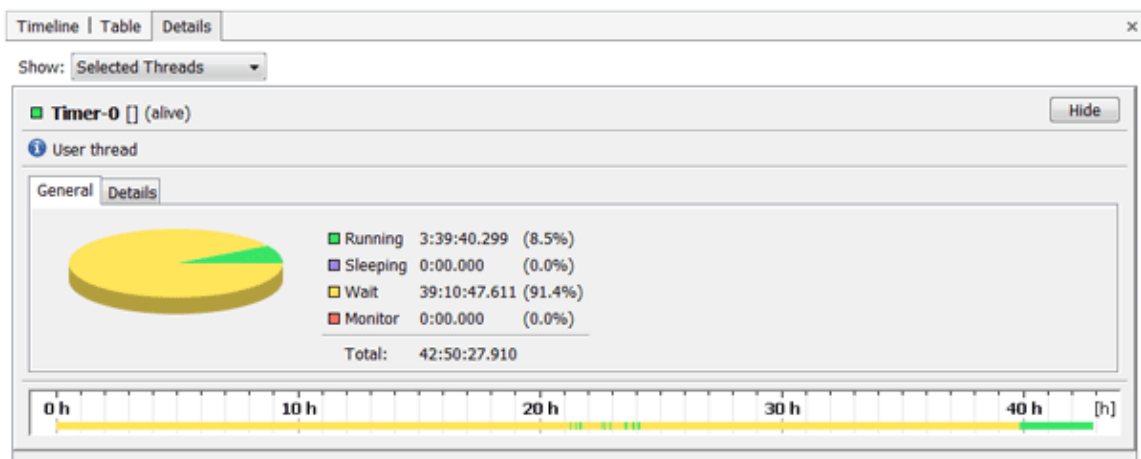 Timeline | Table Details
Show: Selected Threads
Timer-0 [] (alive) Hide
User thread
General Details
Running 3:39:40.299 (8.5%)
Sleeping 0:00.000 (0.0%)
Wait 39:10:47.611 (91.4%)
Monitor 0:00.000 (0.0%)
Total: 42:50:27.910
0 h 10 h 20 h 30 h 40 h [h]